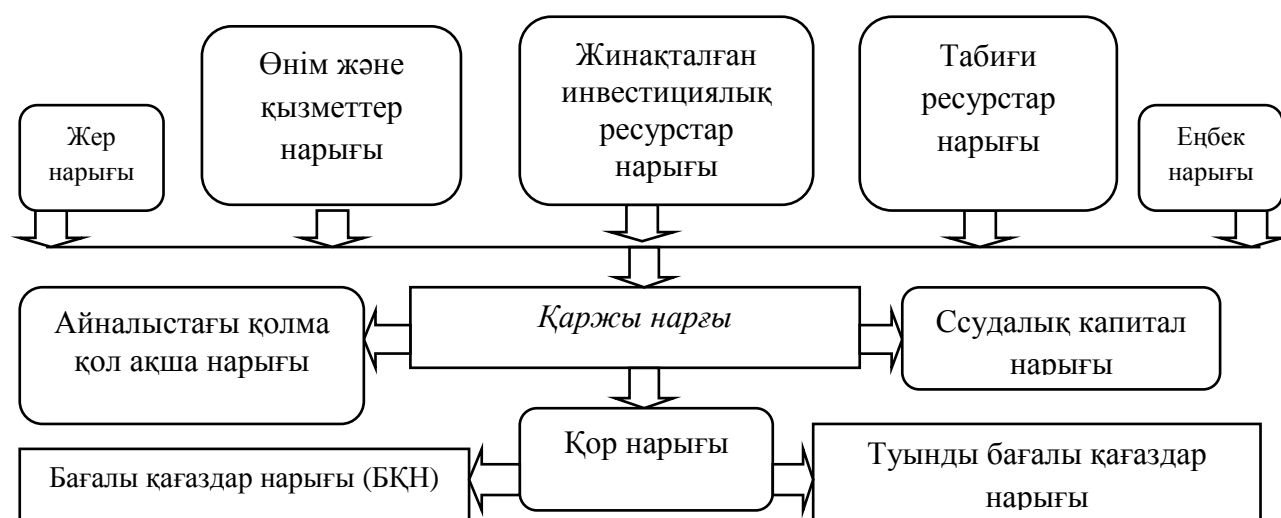 Жер
нарығы
Өнім және
қызметтер
нарығы
Жинақталған
инвестициялық
ресурстар
нарығы
Табиғи
ресурстар
нарығы
Еңбек
нарығы
Айналыстағы қолма
қол ақша нарығы
Қаржы нарғы
Ссудалық капитал
нарығы
Қор нарығы
Бағалы қағаздар нарығы (БҚН)
Туынды бағалы қағаздар
нарығы